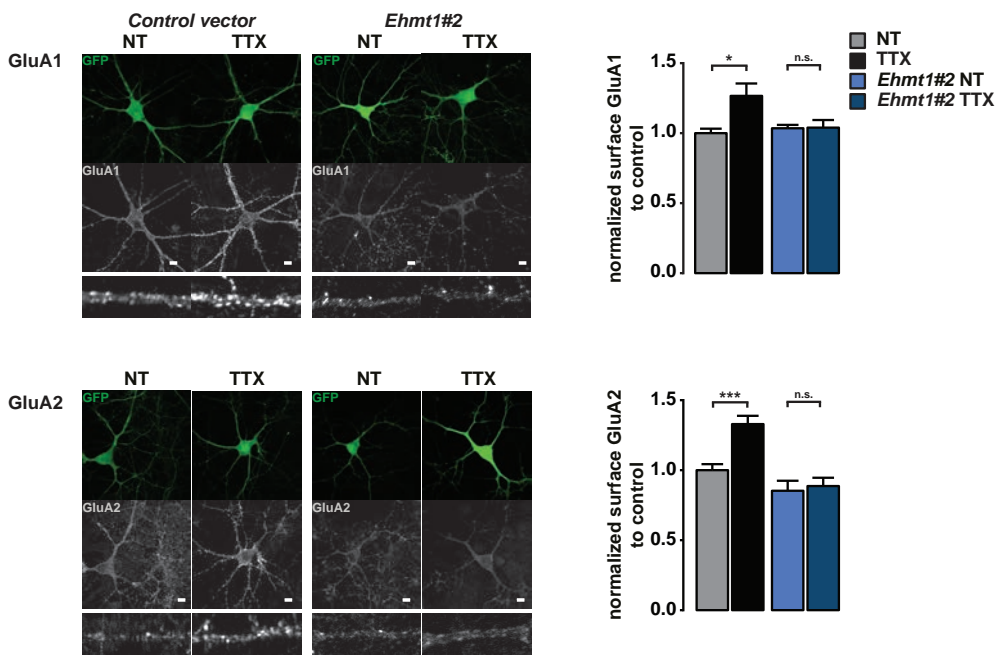 Control vector
Ehmt1#2
NT TTX NT TTX
GluA1
GFP
GFP
GluA1
GluA1
normalized surface GluA1
to control
1.5
1.0
0.5
0.0
*
n.s.
NT
TTX
Ehmt1#2 NT
Ehmt1#2 TTX
NT TTX NT TTX
GluA2
GFP
GFP
GluA2
GluA2
normalized surface GluA2
to control
1.5
1.0
0.5
0.0
***
n.s.